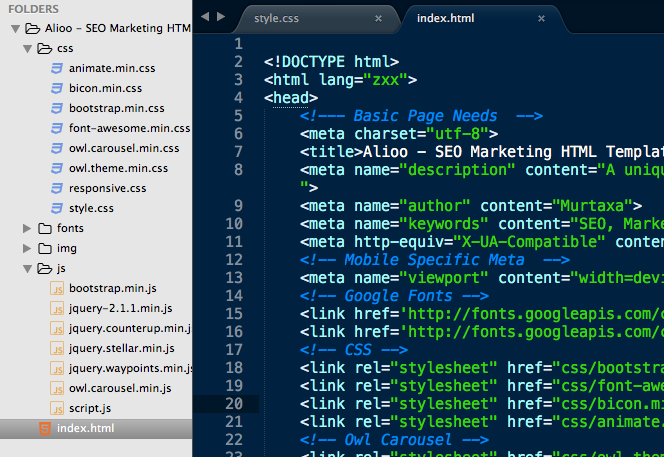 FOLDERS
Alioo - SEO Marketing HTM
css
animate.min.css
bicon.min.css
bootstrap.min.css
font-awesome.min.css
owl.carousel.min.css
owl.theme.min.css
responsive.css
style.css
fonts
img
js
bootstrap.min.js
jquery-2.1.1.min.js
jquery.counterup.min.j
jquery.stellar.min.js
jquery.waypoints.min.j
owl.carousel.min.js
script.js
index.html
style.css × index.html ×
1
2 <!DOCTYPE html>
3 <html lang="zxx">
4 <head>
5 <!--- Basic Page Needs -->
6 <meta charset="utf-8">
7 <title>Alioo - SEO Marketing HTML Templat
8 <meta name="description" content="A uniqu
">
9 <meta name="author" content="Murtaxa">
10 <meta name="keywords" content="SEO, Marke
11 <meta http-equiv="X-UA-Compatible" conten
12 <!-- Mobile Specific Meta -->
13 <meta name="viewport" content="width=devi
14 <!-- Google Fonts -->
15 <link href='http://fonts.googleapis.com/c
16 <link href='http://fonts.googleapis.com/c
17 <!-- CSS -->
18 <link rel="stylesheet" href="css/bootstra
19 <link rel="stylesheet" href="css/font-awe
20 <link rel="stylesheet" href="css/bicon.mi
21 <link rel="stylesheet" href="css/animate.
22 <!-- Owl Carousel -->
23 <link rel="stylesheet" href="css/owl.them